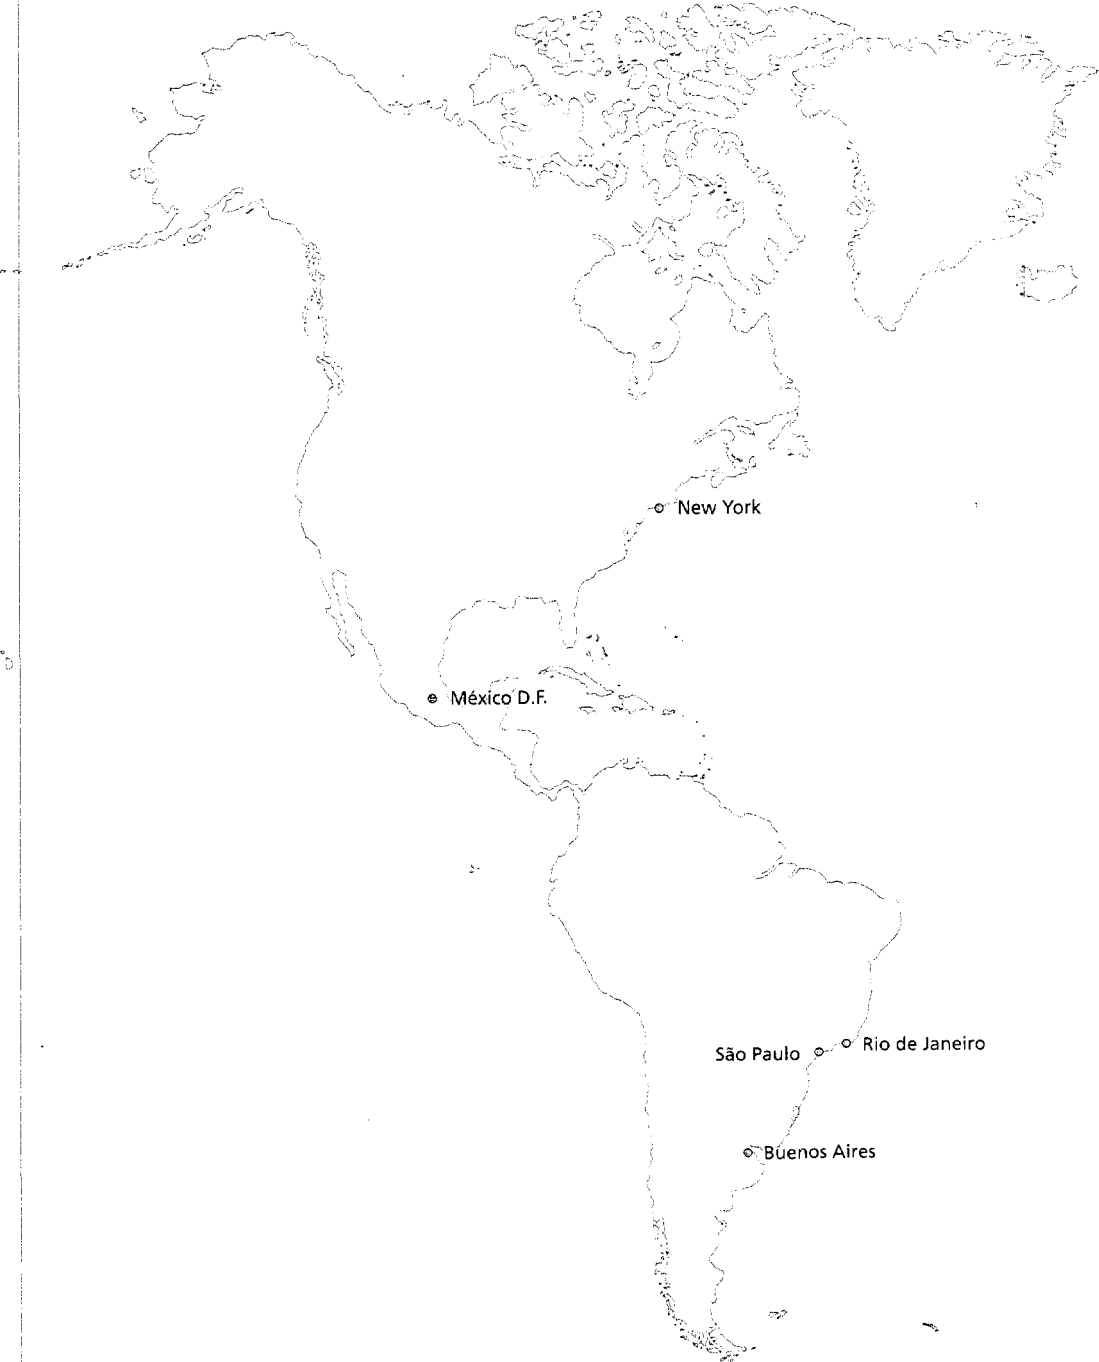 New York
México D.F.
São Paulo
Rio de Janeiro
Buenos Aires